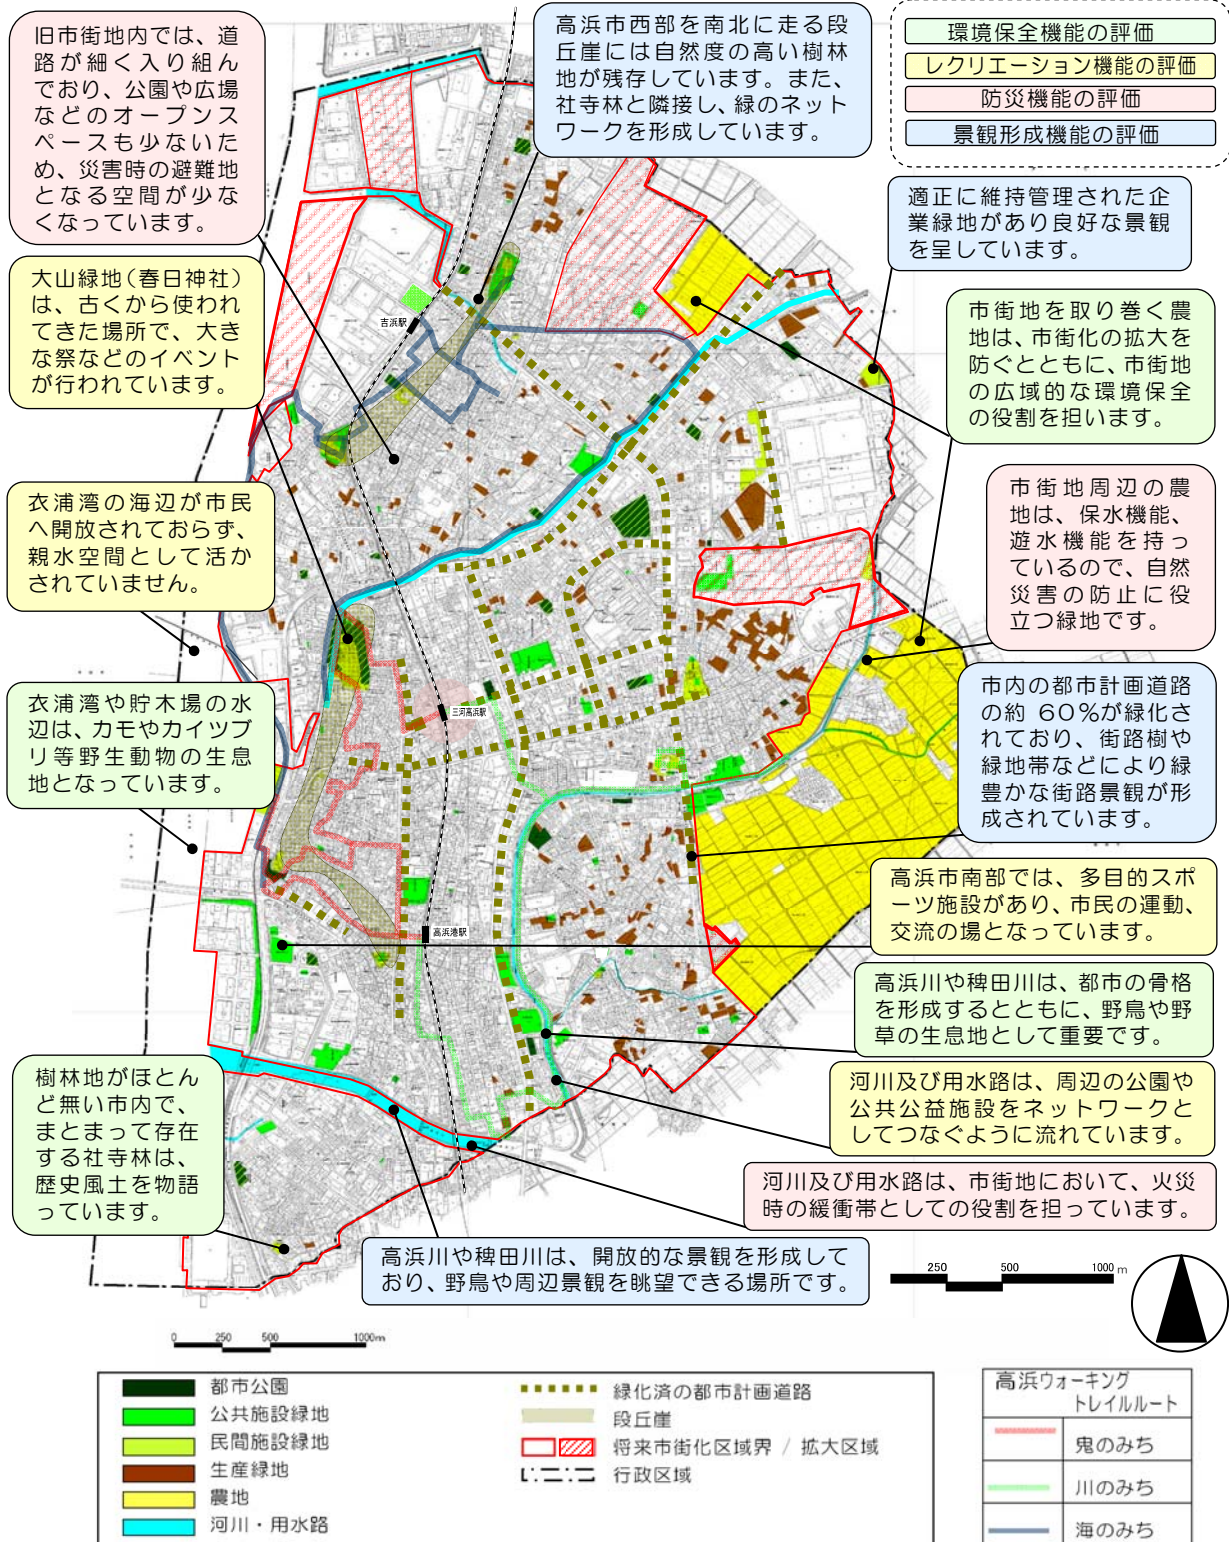 旧市街地内では、道
路が細く入り組ん
でおり、公園や広場
などのオープンス
ペースも少ないた
め、災害時の避難地
となる空間が少な
くなっています。
高浜市西部を南北に走る段
丘崖には自然度の高い樹林
地が残存しています。また、
社寺林と隣接し、緑のネット
ワークを形成しています。
環境保全機能の評価
レクリエーション機能の評価
防災機能の評価
景観形成機能の評価
適正に維持管理された企
業緑地があり良好な景観
を呈しています。
大山緑地(春日神社)
は、古くから使われ
てきた場所で、大き
な祭などのイベント
が行われています。
市街地を取り巻く農
地は、市街化の拡大を
防ぐとともに、市街地
の広域的な環境保全
の役割を担います。
吉浜駅
衣浦湾の海辺が市民
へ開放されておらず、
親水空間として活か
されていません。
市街地周辺の農
地は、保水機能、
遊水機能を持っ
ているので、自然
災害の防止に役
立つ緑地です。
衣浦湾や貯木場の水
辺は、カモやカイツブ
リ等野生動物の生息
地となっています。
三河高浜駅
市内の都市計画道路
の約 60%が緑化さ
れており、街路樹や
緑地帯などにより緑
豊かな街路景観が形
成されています。
高浜市南部では、多目的スポ
ーツ施設があり、市民の運動、
交流の場となっています。
高浜港駅
高浜川や稗田川は、都市の骨格
を形成するとともに、野鳥や野
草の生息地として重要です。
樹林地がほとん
ど無い市内で、
まとまって存在
する社寺林は、
歴史風土を物語
っています。
河川及び用水路は、周辺の公園や
公共公益施設をネットワークと
してつなぐように流れています。
河川及び用水路は、市街地において、火災
時の緩衝帯としての役割を担っています。
高浜川や稗田川は、開放的な景観を形成して
おり、野鳥や周辺景観を眺望できる場所です。
250 500 1000 m
0 250 500 1000m
都市公園
公共施設緑地
民間施設緑地
生産緑地
農地
河川・用水路
緑化済の都市計画道路
段丘崖
将来市街化区域界 / 拡大区域
行政区域
高浜ウォーキング
トレイルルート
鬼のみち
川のみち
海のみち